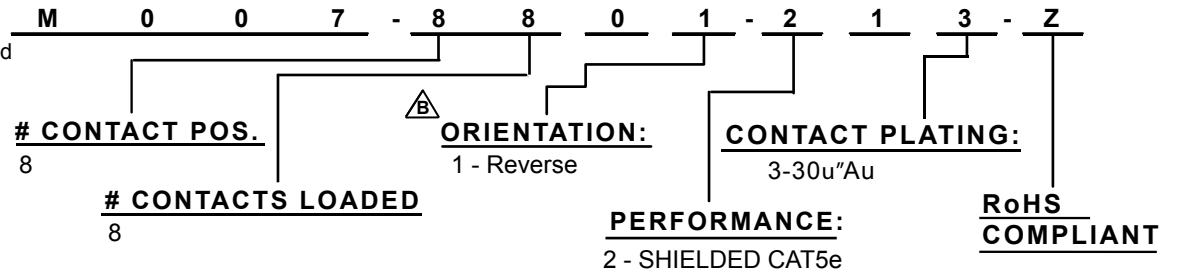 M 0 0 7 - 8 8 0 1 - 2 1 3 - Z
d
B
# CONTACT POS.
8
ORIENTATION:
1 - Reverse
CONTACT PLATING:
3-30u"Au
# CONTACTS LOADED
8
PERFORMANCE:
2 - SHIELDED CAT5e
RoHS
COMPLIANT